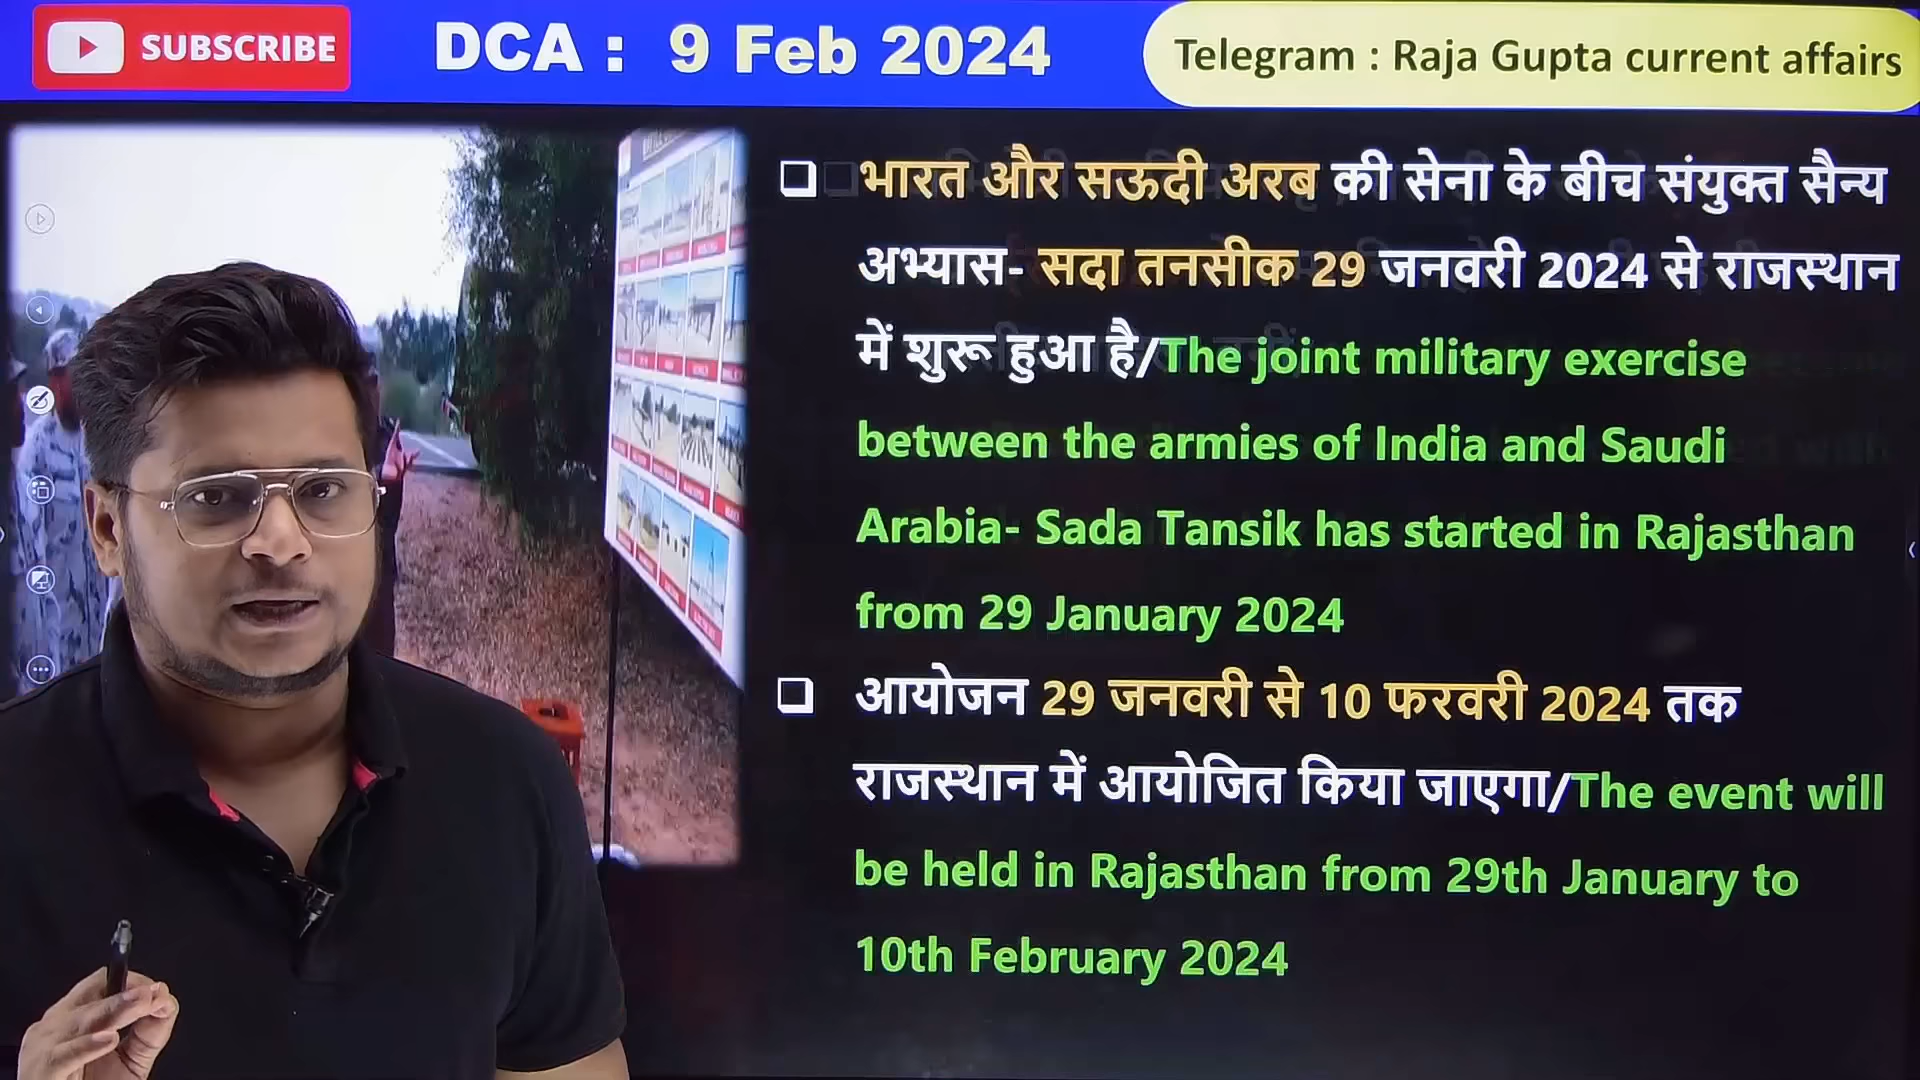 SUBSCRIBE
DCA : 9 Feb 2024
Telegram : Raja Gupta current affairs
भारत और सऊदी अरब की सेना के बीच संयुक्त सैन्य
अभ्यास- सदा तनसीक 29 जनवरी 2024 से राजस्थान
में शुरू हुआ है/The joint military exercise
between the armies of India and Saudi
Arabia- Sada Tansik has started in Rajasthan
from 29 January 2024
आयोजन 29 जनवरी से 10 फरवरी 2024 तक
राजस्थान में आयोजित किया जाएगा/The event will
be held in Rajasthan from 29th January to
10th February 2024